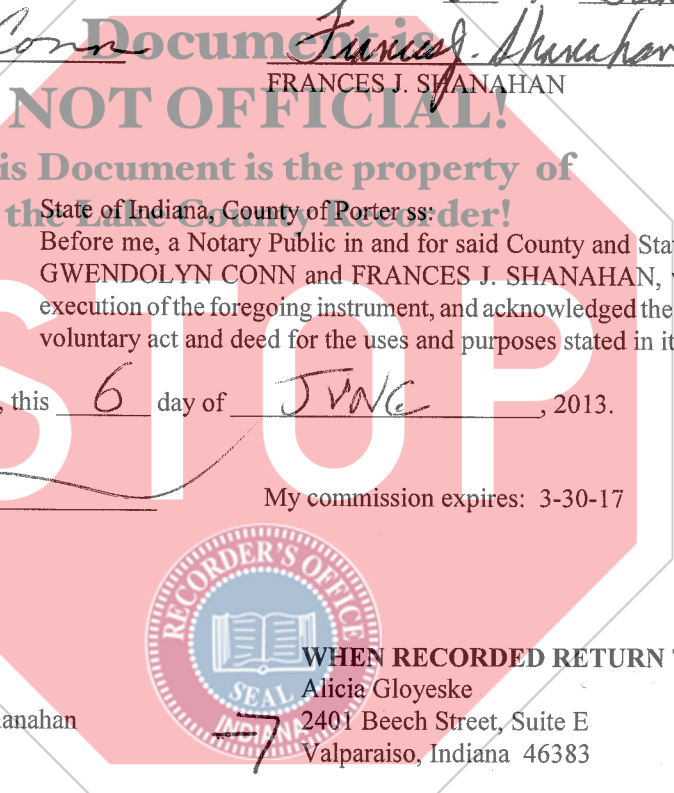 Conn Frances J. Shanahan
FRANCES J. SHANAHAN
Document is
NOT OFFICIAL!
is Document is the property of
the Lake County Recorder!
State of Indiana, County of Porter ss:
Before me, a Notary Public in and for said County and Sta
GWENDOLYN CONN and FRANCES J. SHANAHAN,
execution of the foregoing instrument, and acknowledged the
voluntary act and deed for the uses and purposes stated in it
STOP
, this 6 day of JUNe, 2013.
My commission expires: 3-30-17
RECORDER'S OFFICE
SEAL
INDIANA
WHEN RECORDED RETURN
Alicia Gloyeske
anahan 2401 Beech Street, Suite E
Valparaiso, Indiana 46383